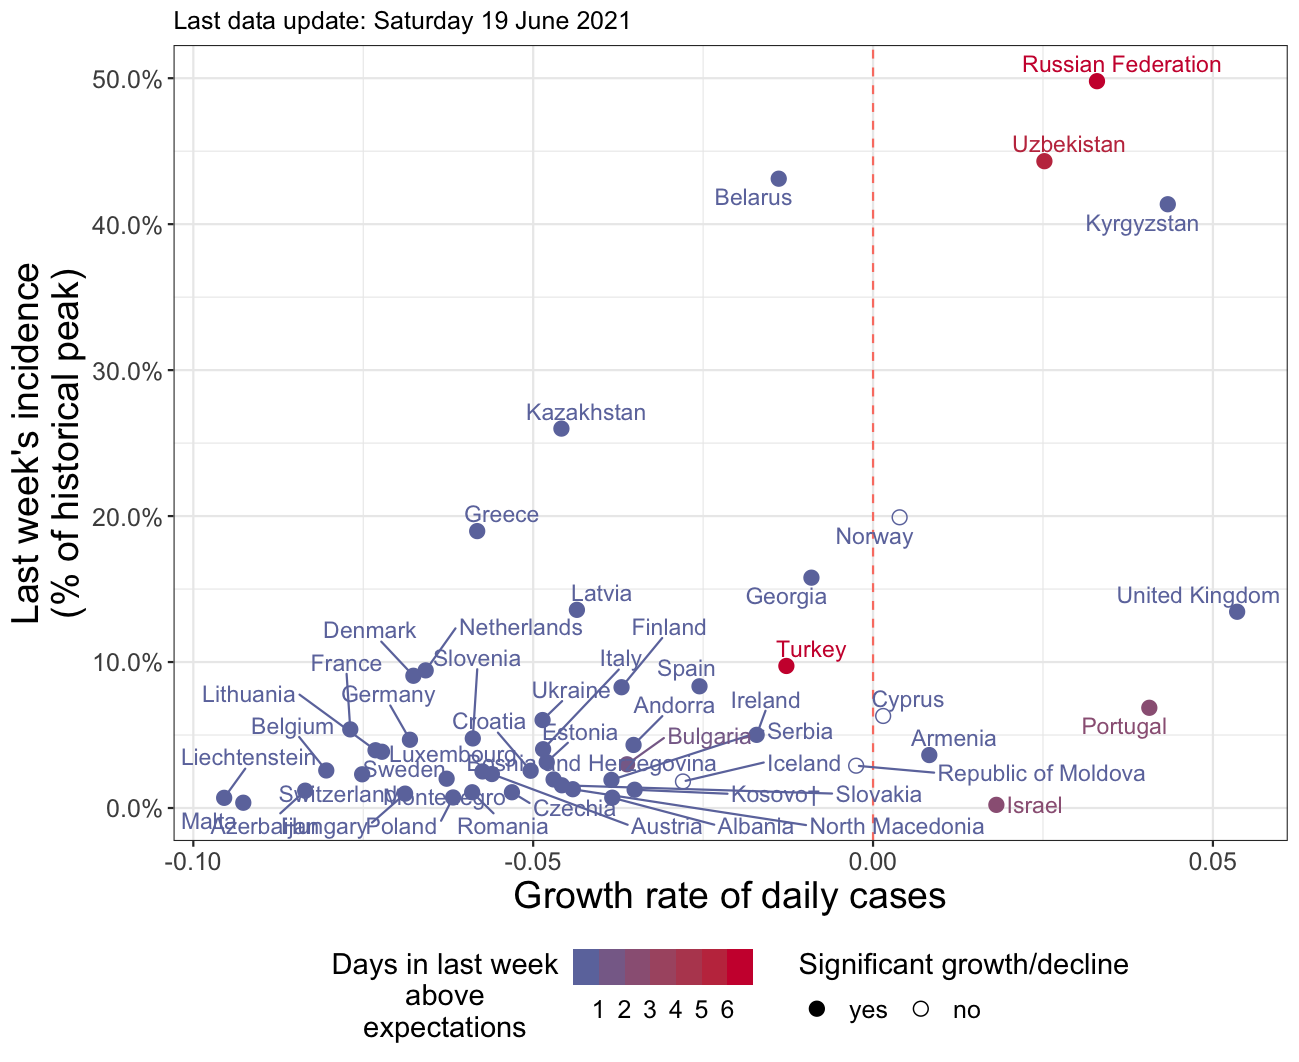 Last data update: Saturday 19 June 2021
Russian Federation
50.0%
Uzbekistan
Belarus
Kyrgyzstan
40.0%
30.0%
Kazakhstan
Greece
20.0%
Norway
Georgia
Latvia
United Kingdom
Denmark
Netherlands
Finland
Turkey
France
Slovenia
Italy
10.0%
Spain
Lithuania
Germany
Ukraine
Andorra
Ireland
Cyprus
Belgium
Croatia
Estonia
Bulgaria
Serbia
Portugal
Armenia
Liechtenstein
Luxembourg
Bosnia and Herzegovina
Iceland
Sweden
Republic of Moldova
Switzerland
Montenegro
Kosovo†
Slovakia
0.0%
Israel
Czechia
Malta
Azerbaijan
Hungary
Poland
Romania
Austria
Albania
North Macedonia
-0.10
-0.05
0.00
0.05
Last week's incidence
(% of historical peak)
Growth rate of daily cases
Days in last week
above
expectations
1 2 3 4 5 6
Significant growth/decline
yes
no